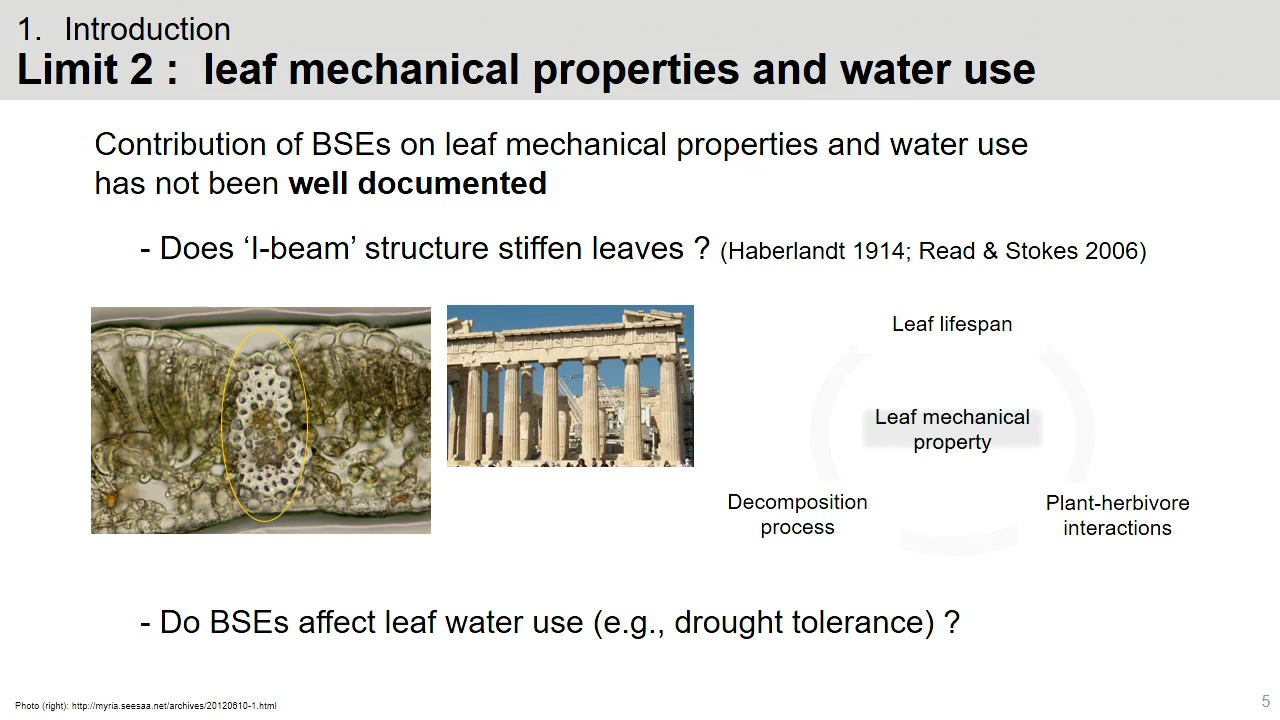 1. Introduction
Limit 2 : leaf mechanical properties and water use
Contribution of BSEs on leaf mechanical properties and water use
has not been well documented
- Does ‘I-beam’ structure stiffen leaves ? (Haberlandt 1914; Read & Stokes 2006)
Leaf lifespan
Leaf mechanical
property
Decomposition
process
Plant-herbivore
interactions
- Do BSEs affect leaf water use (e.g., drought tolerance) ?
Photo (right): http://myria.seesaa.net/archives/20120610-1.html
5